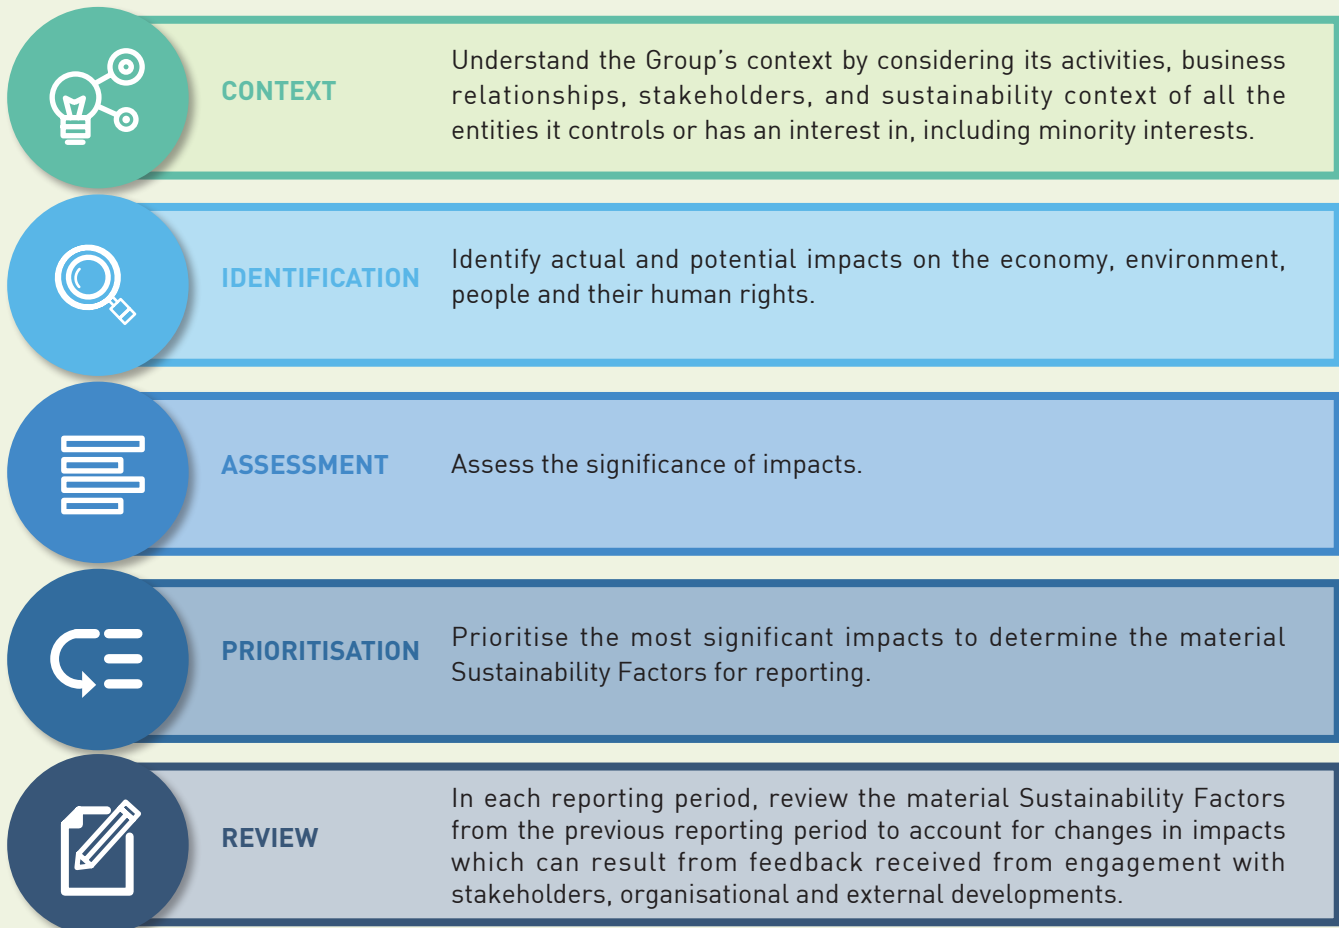 CONTEXT
Understand the Group's context by considering its activities, business
relationships, stakeholders, and sustainability context of all the
entities it controls or has an interest in, including minority interests.
IDENTIFICATION
Identify actual and potential impacts on the economy, environment,
people and their human rights.
ASSESSMENT
Assess the significance of impacts.
PRIORITISATION
Prioritise the most significant impacts to determine the material
Sustainability Factors for reporting.
REVIEW
In each reporting period, review the material Sustainability Factors
from the previous reporting period to account for changes in impacts
which can result from feedback received from engagement with
stakeholders, organisational and external developments.